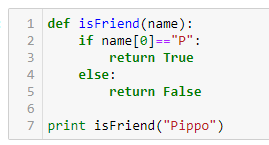 1 def isFriend(name):
2     if name[0]=="P":
3         return True
4     else:
5         return False
6
7 print isFriend("Pippo")